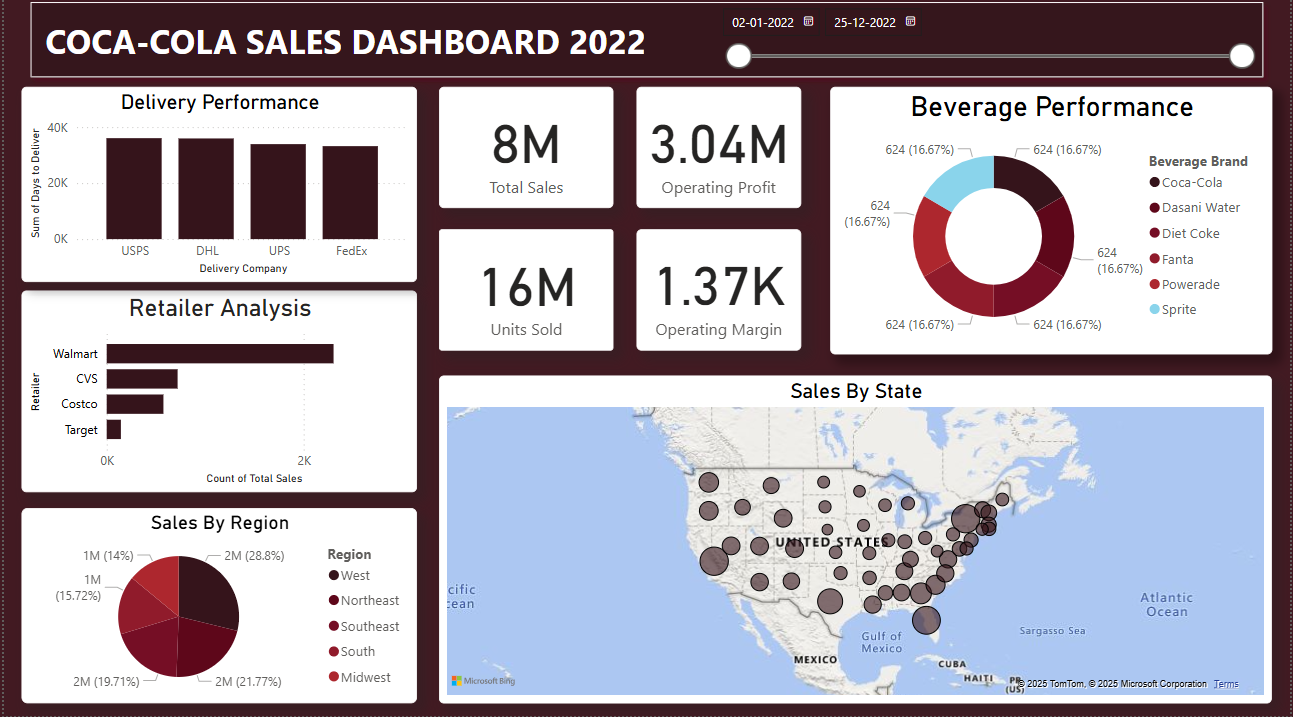 COCA-COLA SALES DASHBOARD 2022
02-01-2022
25-12-2022
Delivery Performance
Sum of Days to Deliver
40K
20K
0K
USPS
DHL
UPS
FedEx
Delivery Company
8M
Total Sales
3.04M
Operating Profit
16M
Units Sold
1.37K
Operating Margin
Beverage Performance
624 (16.67%)
624 (16.67%)
624
(16.67%)
624
(16.67%)
624 (16.67%)
624 (16.67%)
Beverage Brand
Coca-Cola
Dasani Water
Diet Coke
Fanta
Powerade
Sprite
Retailer Analysis
Retailer
Walmart
CVS
Costco
Target
0K
2K
Count of Total Sales
Sales By Region
1M (14%)
2M (28.8%)
1M
(15.72%)
2M (19.71%)
2M (21.77%)
Region
West
Northeast
Southeast
South
Midwest
Sales By State
UNITED STATES
cific
cean
Atlantic
Ocean
Sargasso Sea
Gulf of
Mexico
MEXICO
CUBA
HAITI
PR
(US)
Microsoft Bing
© 2025 TomTom, © 2025 Microsoft Corporation
Terms